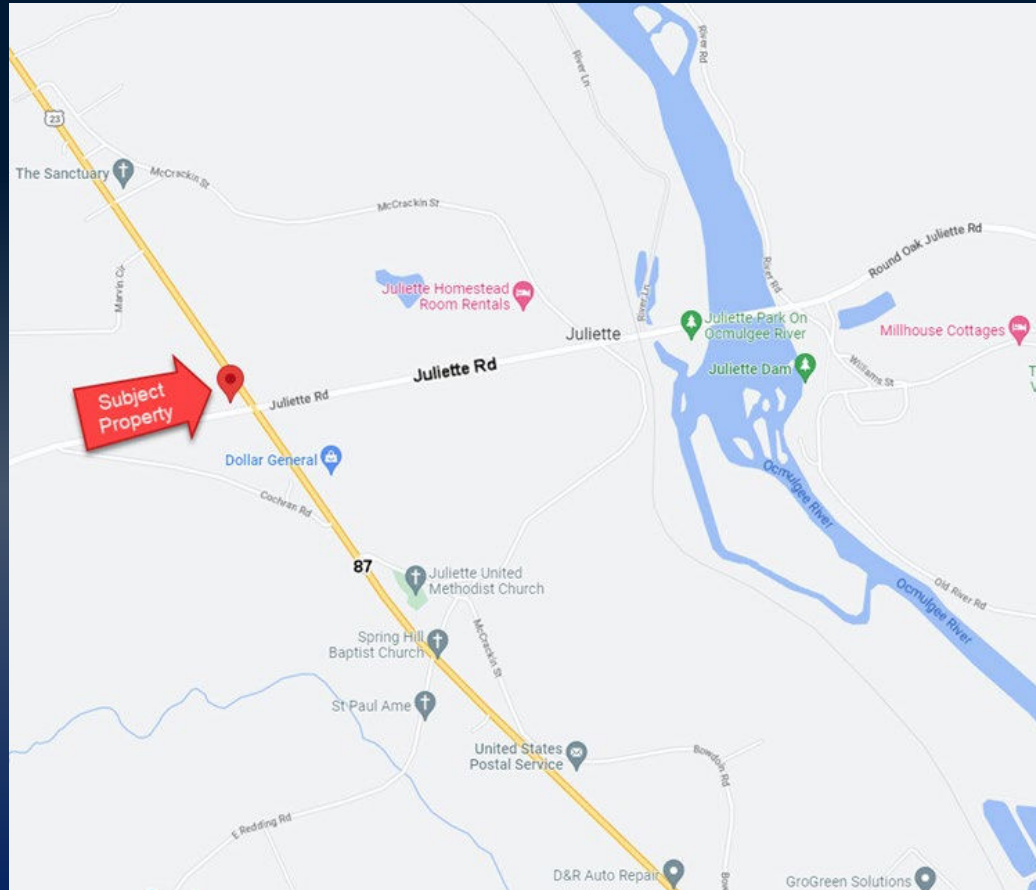 River Rd
River Ln
23
The Sanctuary
McCrackin St
McCrackin St
Round Oak Juliette Rd
River Rd
Marvin Cp
Juliette Homestead
Room Rentals
River Ln
Juliette Park On
Ocmulgee River
Juliette
Millhouse Cottages
Juliette Rd
Juliette Dam
Williams St
T
V
Subject
Property
Juliette Rd
Dollar General
Ocmulgee River
Cochran Rd
87
Juliette United
Methodist Church
Ocmulgee River
Old River Rd
Spring Hill
Baptist Church
McCrackin St
St Paul Ame
United States
Postal Service
Bowdoin Rd
E Redding Rd
D&R Auto Repair
GroGreen Solutions